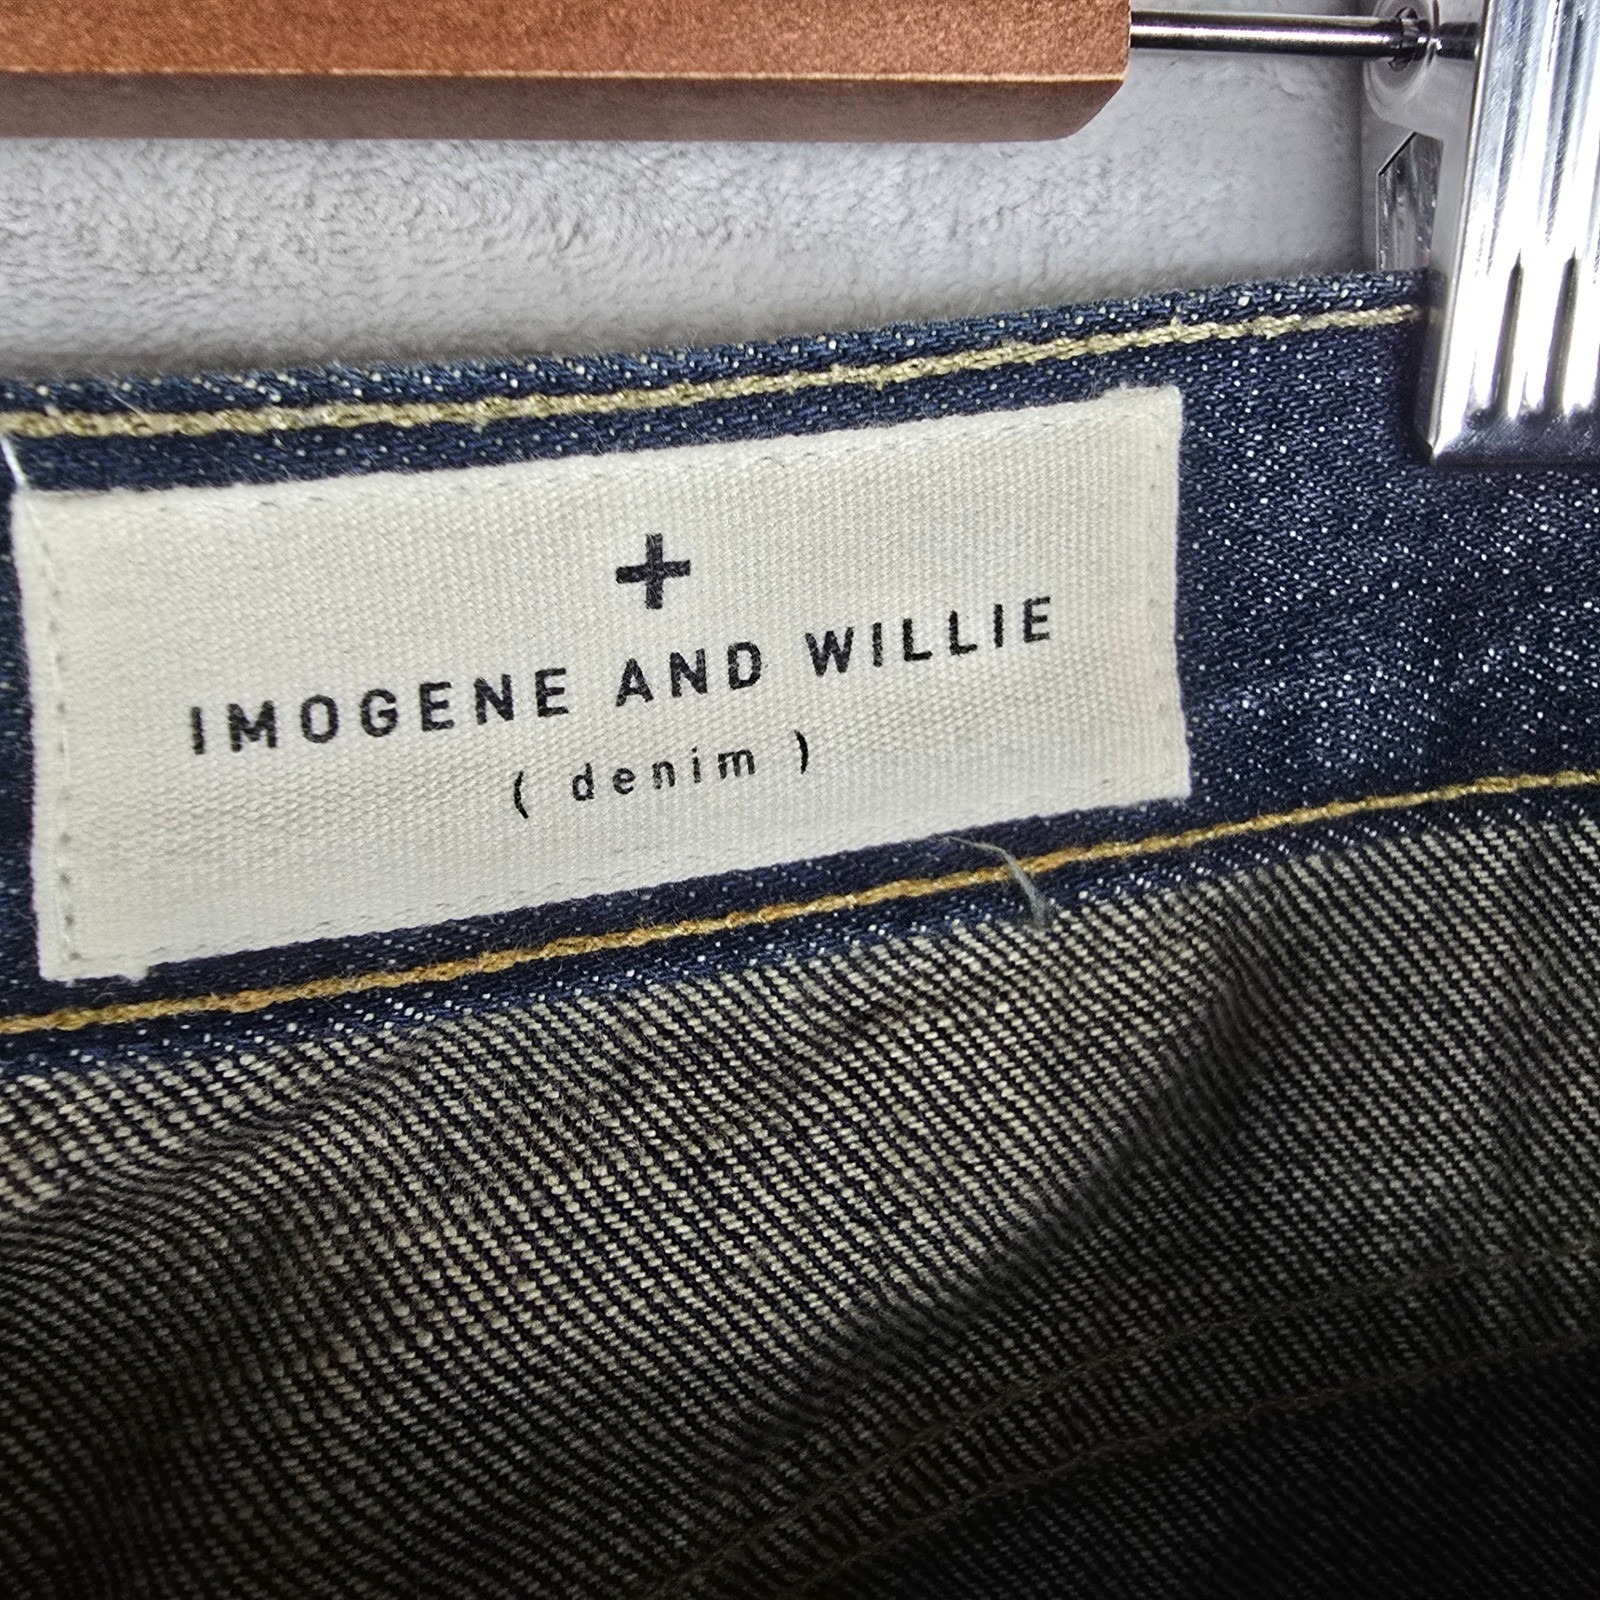 +
IMOGENE AND WILLIE
( denim )